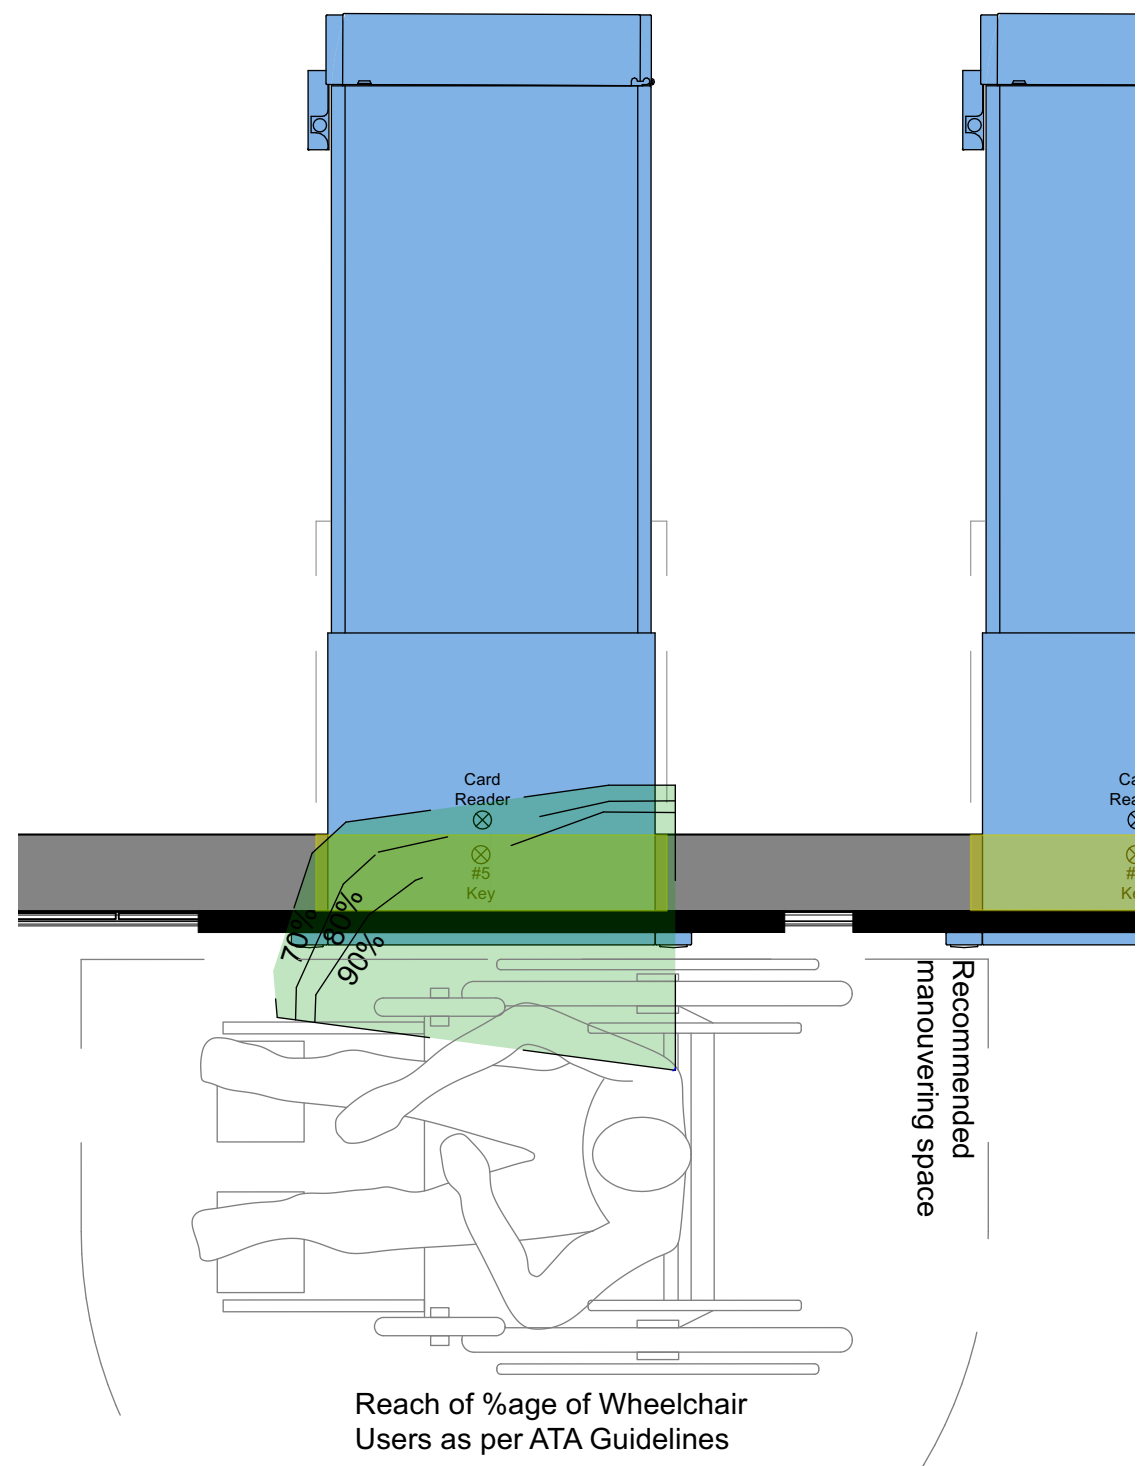 Card
Reader
#5
Key
70%
80%
90%
Recommended
manouvering space
Reach of %age of Wheelchair
Users as per ATA Guidelines